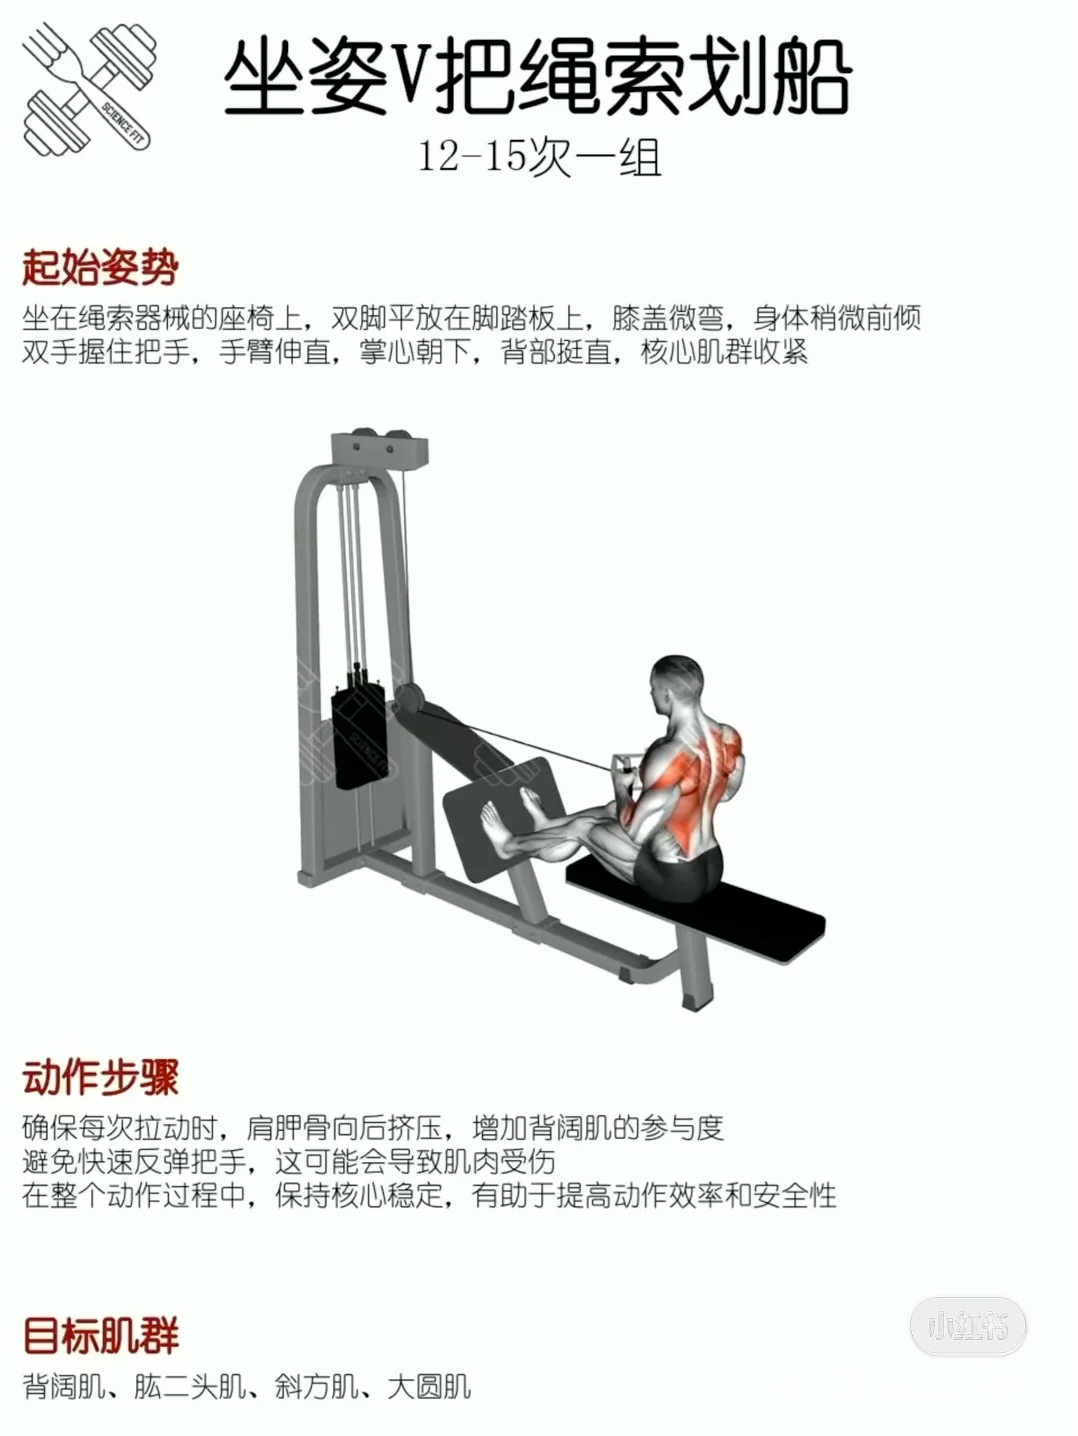 SCIENCE FIT
坐姿V把绳索划船
12-15次一组
起始姿势
坐在绳索器械的座椅上，双脚平放在脚踏板上，膝盖微弯，身体稍微前倾
双手握住把手，手臂伸直，掌心朝下，背部挺直，核心肌群收紧
SCIENCE FIT
动作步骤
确保每次拉动时，肩胛骨向后挤压，增加背阔肌的参与度
避免快速反弹把手，这可能会导致肌肉受伤
在整个动作过程中，保持核心稳定，有助于提高动作效率和安全性
目标肌群
背阔肌、肱二头肌、斜方肌、大圆肌
小红书